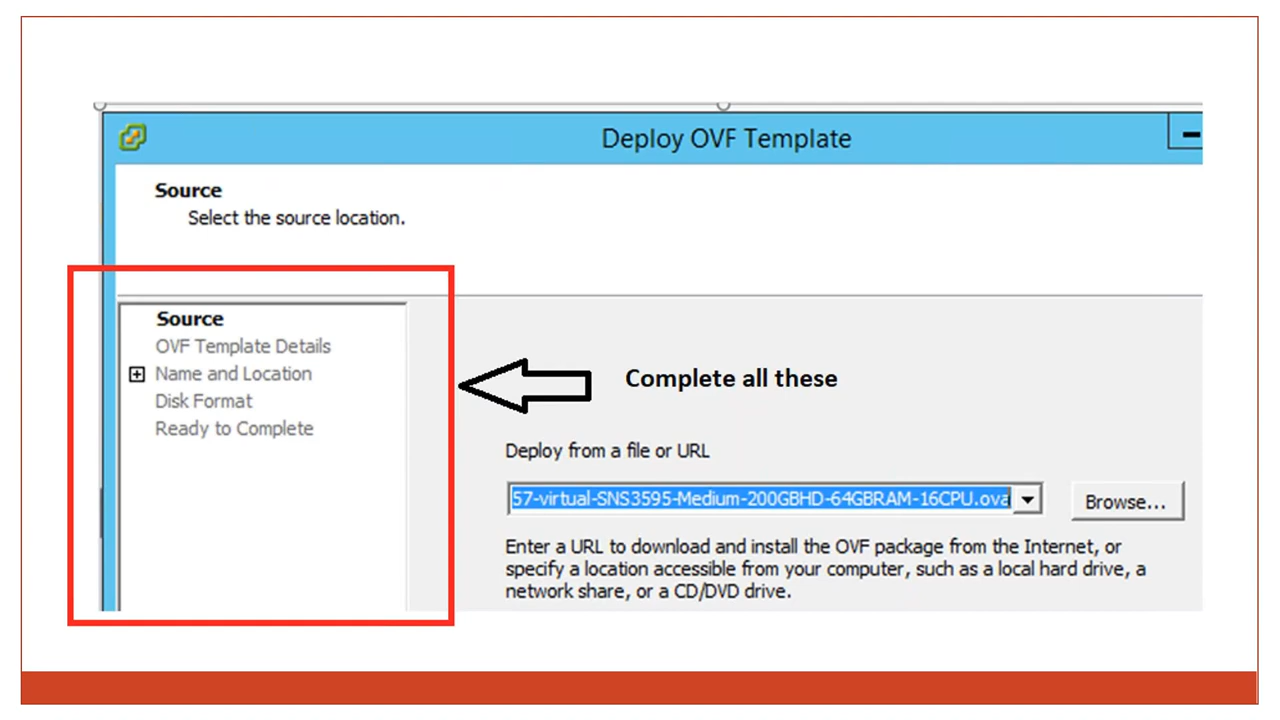 Deploy OVF Template
Source
Select the source location.
Source
OVF Template Details
Name and Location
Disk Format
Ready to Complete
Complete all these
Deploy from a file or URL
57-virtual-SNS3595-Medium-200GBHD-64GBRAM-16CPU.ova
Browse...
Enter a URL to download and install the OVF package from the Internet, or
specify a location accessible from your computer, such as a local hard drive, a
network share, or a CD/DVD drive.